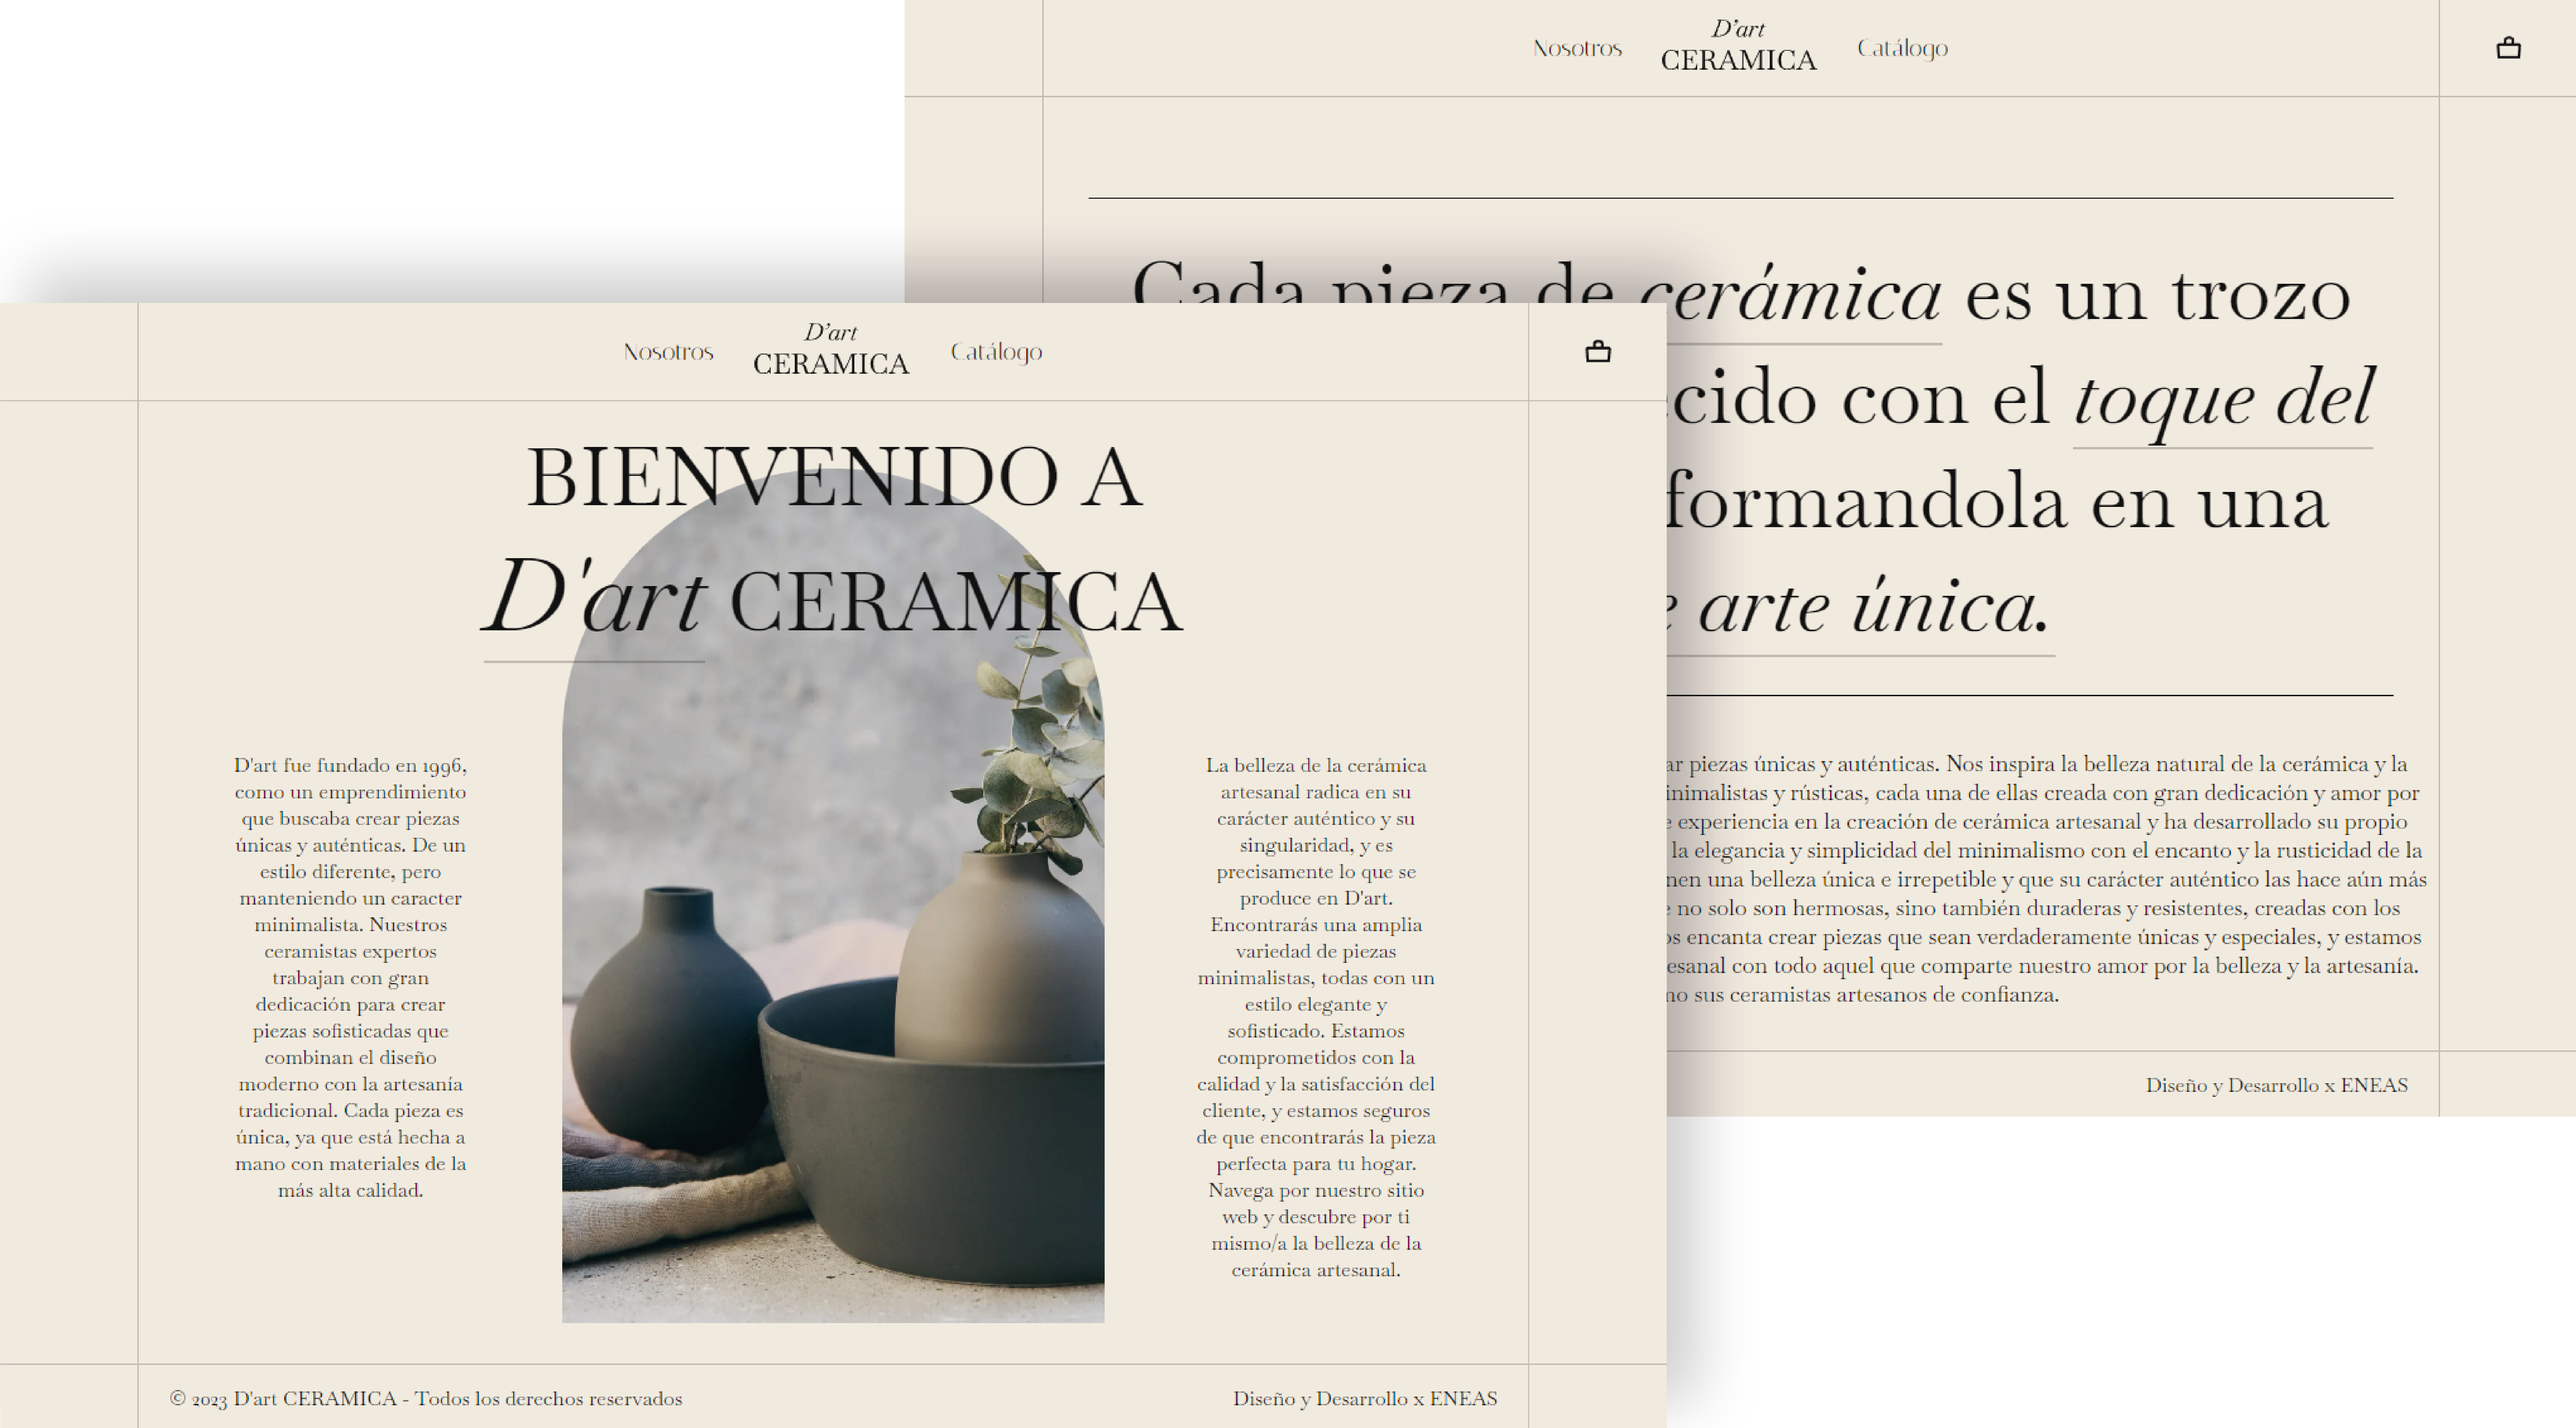 Nosotros
D'art
CERAMICA
Catálogo
Cada pieza de cerámica es un trozo
cido con el toque del
formandola en una
arte única.
ar piezas únicas y auténticas. Nos inspira la belleza natural de la cerámica y la
inimalistas y rústicas, cada una de ellas creada con gran dedicación y amor por
e experiencia en la creación de cerámica artesanal y ha desarrollado su propio
la elegancia y simplicidad del minimalismo con el encanto y la rusticidad de la
nen una belleza única e irrepetible y que su carácter auténtico las hace aún más
e no solo son hermosas, sino también duraderas y resistentes, creadas con los
os encanta crear piezas que sean verdaderamente únicas y especiales, y estamos
esanal con todo aquel que comparte nuestro amor por la belleza y la artesanía.
no sus ceramistas artesanos de confianza.
Diseño y Desarrollo x ENEAS
Nosotros
D'art
CERAMICA
Catálogo
BIENVENIDO A
D'art CERAMICA
D'art fue fundado en 1996,
como un emprendimiento
que buscaba crear piezas
únicas y auténticas. De un
estilo diferente, pero
manteniendo un caracter
minimalista. Nuestros
ceramistas expertos
trabajan con gran
dedicación para crear
piezas sofisticadas que
combinan el diseño
moderno con la artesanía
tradicional. Cada pieza es
única, ya que está hecha a
mano con materiales de la
más alta calidad.
La belleza de la cerámica
artesanal radica en su
carácter auténtico y su
singularidad, y es
precisamente lo que se
produce en D'art.
Encontrarás una amplia
variedad de piezas
minimalistas, todas con un
estilo elegante y
sofisticado. Estamos
comprometidos con la
calidad y la satisfacción del
cliente, y estamos seguros
de que encontrarás la pieza
perfecta para tu hogar.
Navega por nuestro sitio
web y descubre por ti
mismo/a la belleza de la
cerámica artesanal.
© 2023 D'art CERAMICA - Todos los derechos reservados
Diseño y Desarrollo x ENEAS